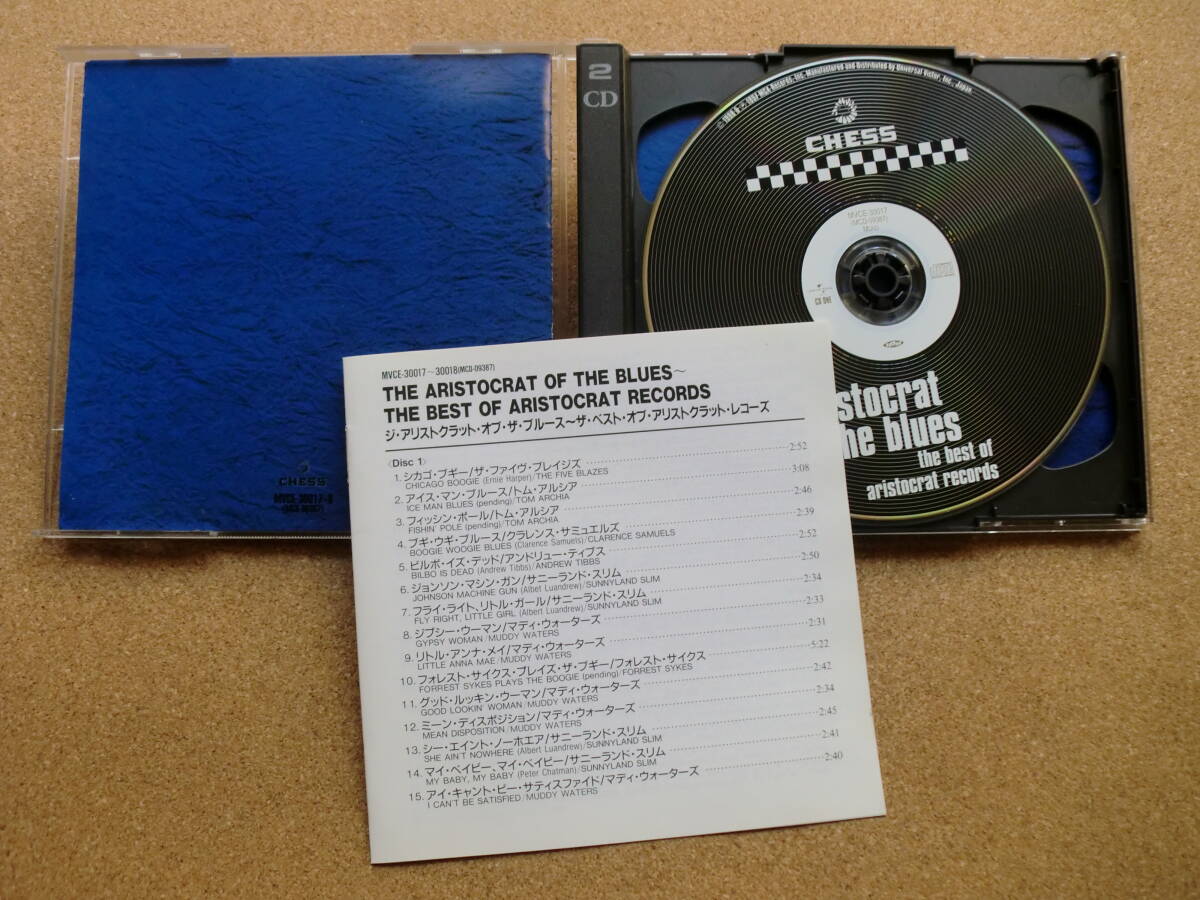 CHESS
MVCE-30017-8
2
CD
CHESS
MVCE-30017
(MCD-09387)
CD ONE
stocrat
he blues
the best of
aristocrat records
MVCE-30017～30018(MCD-09387)
THE ARISTOCRAT OF THE BLUES～
THE BEST OF ARISTOCRAT RECORDS
ジ・アリストクラット・オブ・ザ・ブルース～ザ・ベスト・オブ・アリストクラット・レコーズ
〈Disc 1〉
1. シカゴ・ブギー/ザ・ファイヴ・ブレイジズ 2:52
CHICAGO BOOGIE (Ernie Harper)/THE FIVE BLAZES
2. アイス・マン・ブルース/トム・アルシア 3:08
ICE MAN BLUES (pending)/TOM ARCHIA
3. フィッシン・ポール/トム・アルシア 2:46
FISHIN' POLE (pending)/TOM ARCHIA
4. ブギ・ウギ・ブルース/クラレンス・サミュエルズ 2:39
BOOGIE WOOGIE BLUES (Clarence Samuels)/CLARENCE SAMUELS
5. ビルボ・イズ・デッド/アンドリュー・ティブス 2:52
BILBO IS DEAD (Andrew Tibbs)/ANDREW TIBBS
6. ジョンソン・マシン・ガン/サニーランド・スリム 2:50
JOHNSON MACHINE GUN (Albet Luandrew)/SUNNYLAND SLIM
7. フライ・ライト、リトル・ガール/サニーランド・スリム 2:34
FLY RIGHT, LITTLE GIRL (Albert Luandrew)/SUNNYLAND SLIM
8. ジプシー・ウーマン/マディ・ウォーターズ 2:33
GYPSY WOMAN/MUDDY WATERS
9. リトル・アンナ・メイ/マディ・ウォーターズ 2:31
LITTLE ANNA MAE/MUDDY WATERS
10. フォレスト・サイクス・プレイズ・ザ・ブギー/フォレスト・サイクス 5:22
FORREST SYKES PLAYS THE BOOGIE (pending)/FORREST SYKES
11. グッド・ルッキン・ウーマン/マディ・ウォーターズ 2:42
GOOD LOOKIN' WOMAN/MUDDY WATERS
12. ミーン・ディスポジション/マディ・ウォーターズ 2:34
MEAN DISPOSITION/MUDDY WATERS
13. シー・エイント・ノーホエア/サニーランド・スリム 2:45
SHE AIN'T NOWHERE (Albert Luandrew)/SUNNYLAND SLIM
14. マイ・ベイビー、マイ・ベイビー/サニーランド・スリム 2:41
MY BABY, MY BABY (Peter Chatman)/SUNNYLAND SLIM
15. アイ・キャント・ビー・サティスファイド/マディ・ウォーターズ 2:40
I CAN'T BE SATISFIED/MUDDY WATERS